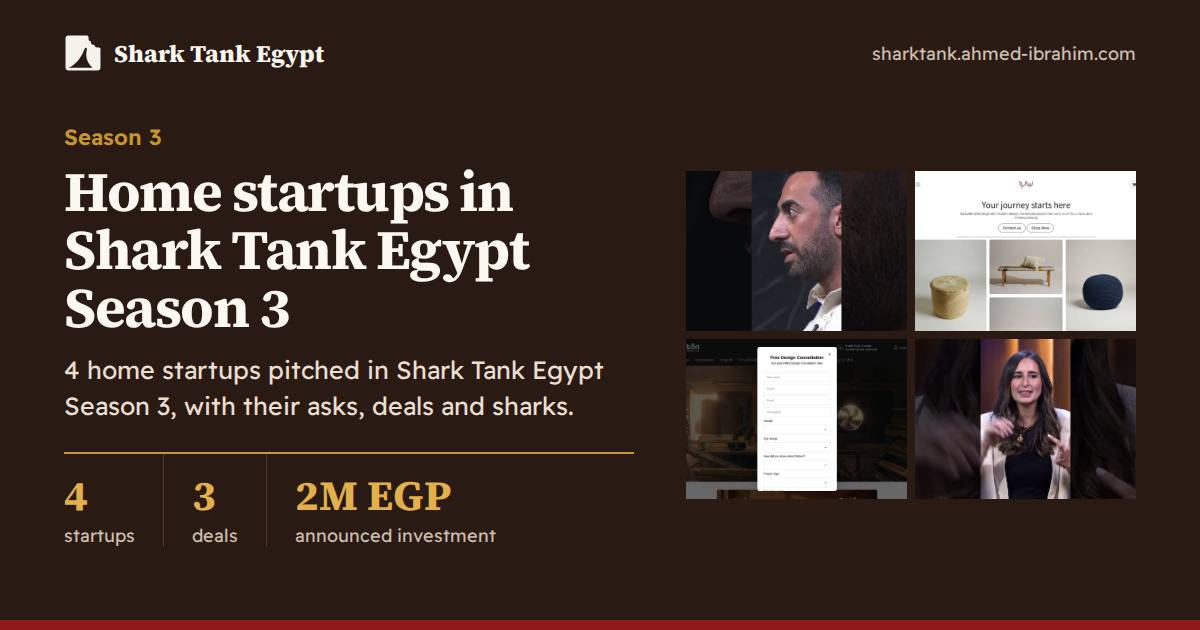 Shark Tank Egypt
sharktank.ahmed-ibrahim.com
Season 3
Home startups in
Shark Tank Egypt
Season 3
4 home startups pitched in Shark Tank Egypt
Season 3, with their asks, deals and sharks.
4
startups
3
deals
2M EGP
announced investment
Your journey starts here
Contact us
Shop Now
Free Design Consultation